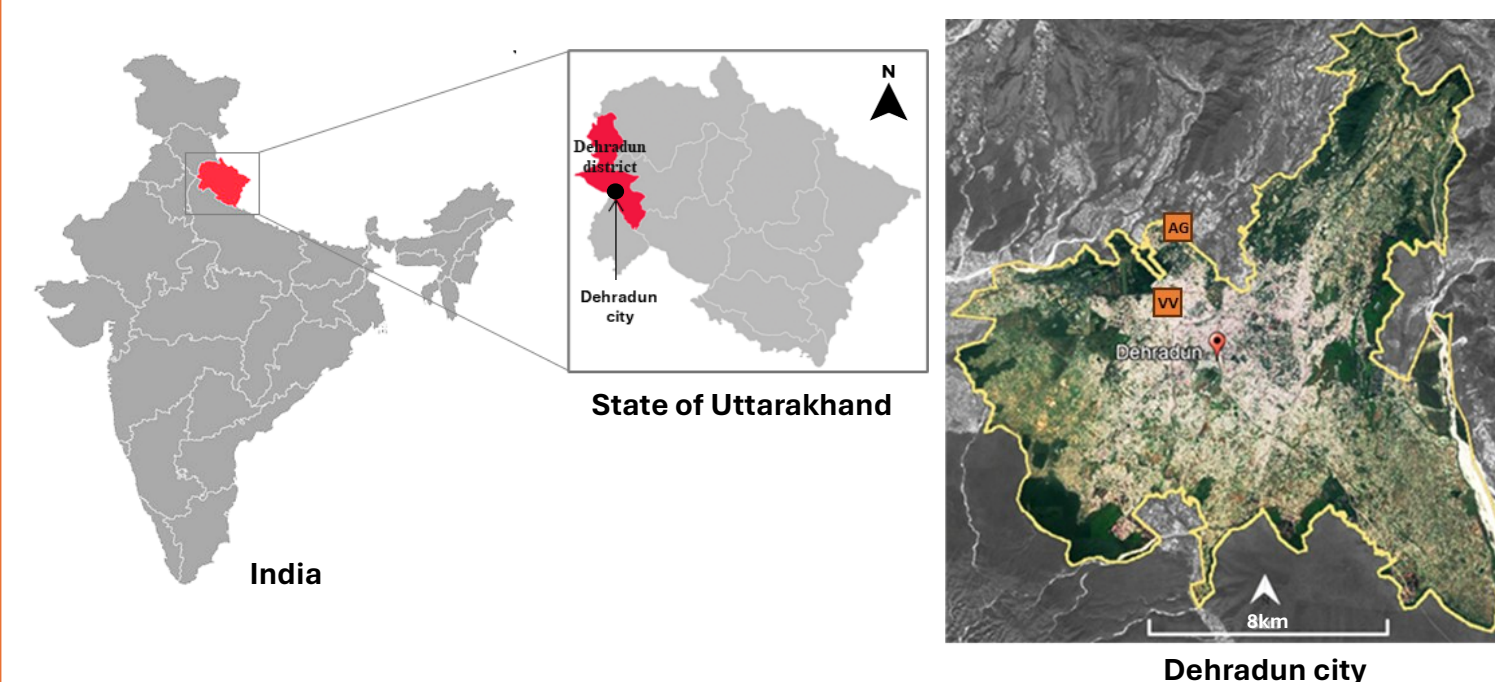 India
N
Dehradun
district
Dehradun
city
State of Uttarakhand
AG
VV
Dehradun
8km
Dehradun city